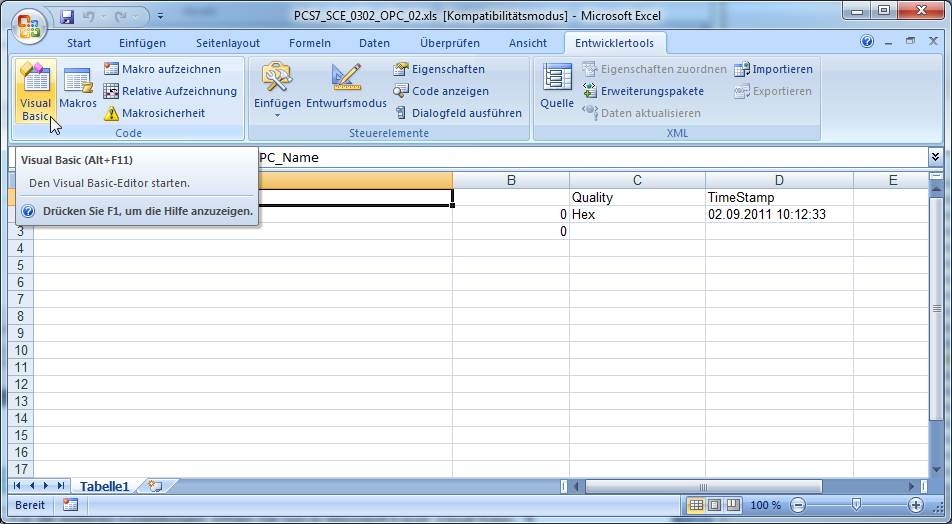 PCS7_SCE_0302_OPC_02.xls [Kompatibilitätsmodus] - Microsoft Excel
Start Einfügen Seitenlayout Formeln Daten Überprüfen Ansicht Entwicklertools
Visual Basic
Makros
Makro aufzeichnen
Relative Aufzeichnung
Makrosicherheit
Code
Einfügen
Entwurfsmodus
Eigenschaften
Code anzeigen
Dialogfeld ausführen
Steuerelemente
Quelle
Eigenschaften zuordnen
Erweiterungspakete
Daten aktualisieren
Importieren
Exportieren
XML
PC_Name
Visual Basic (Alt+F11)
Den Visual Basic-Editor starten.
Drücken Sie F1, um die Hilfe anzuzeigen.
B C D E
Quality TimeStamp
0 Hex 02.09.2011 10:12:33
3 0
4
5
6
7
8
9
10
11
12
13
14
15
16
17
Tabelle1
Bereit 100 %